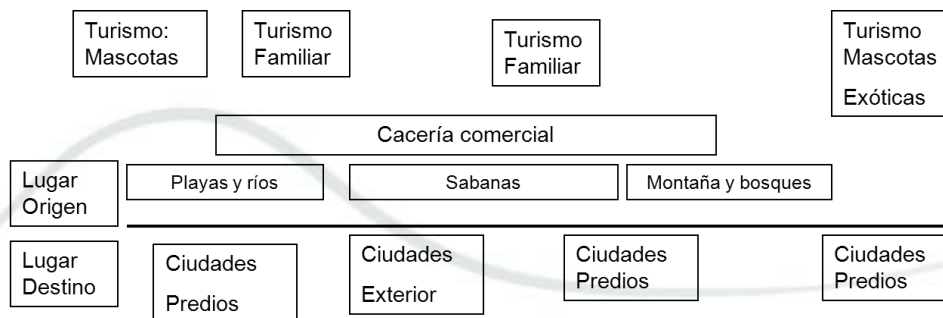 Turismo:
Mascotas
Turismo
Familiar
Turismo
Familiar
Turismo
Mascotas
Exóticas
Cacería comercial
Lugar
Origen
Playas y ríos
Sabanas
Montaña y bosques
Lugar
Destino
Ciudades
Predios
Ciudades
Exterior
Ciudades
Predios
Ciudades
Predios